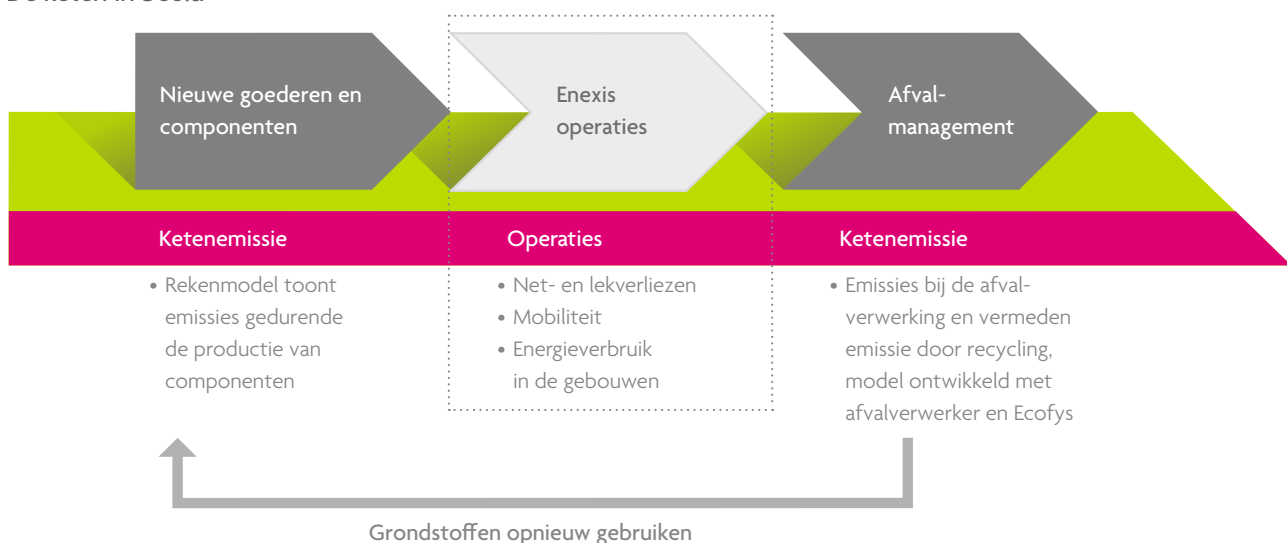 Nieuwe goederen en
componenten
Enexis
operaties
Afval-
management
Ketenemissie
Operaties
Ketenemissie
• Rekenmodel toont
emissies gedurende
de productie van
componenten
• Net- en lekverliezen
• Mobiliteit
• Energieverbruik
in de gebouwen
• Emissies bij de afval-
verwerking en vermeden
emissie door recycling,
model ontwikkeld met
afvalverwerker en Ecofys
Grondstoffen opnieuw gebruiken